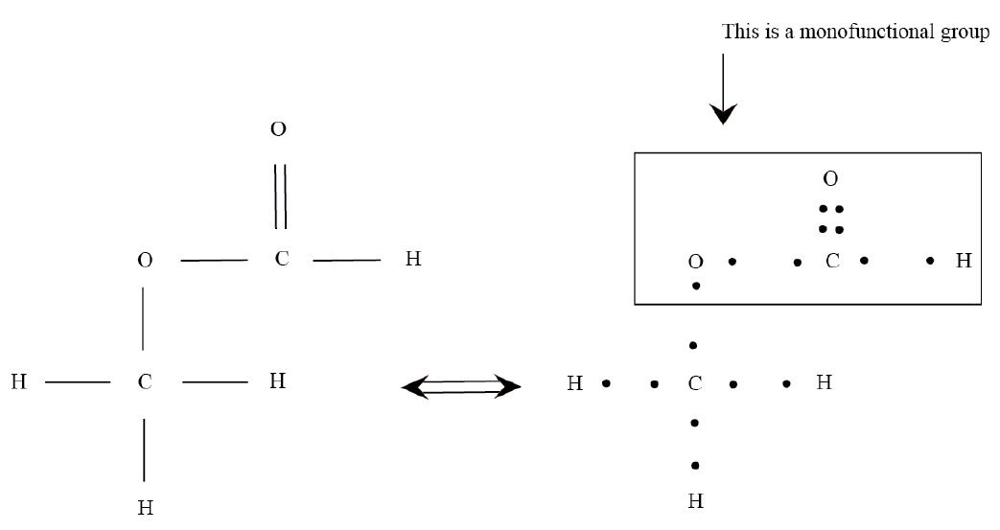 This is a monofunctional group
O
O
O C H
O C H
H C H
H C H
H
H